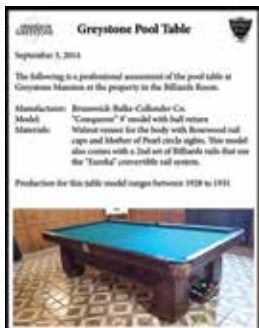 Greystone Pool Table
September 3, 2014
The following is a professional assessment of the pool table at
Greystone Mansion at the property in the Billiards Room.
Manufacturer: Brunswick-Balke-Collender Co.
Model: "Conqueror" 9' model with ball return
Materials: Walnut veneer for the body with Rosewood rail
caps and Mother of Pearl circle sights. This model
also comes with a 2nd set of Billiards rails that use
the "Eureka" convertible rail system.
Production for this table model ranges between 1928 to 1931